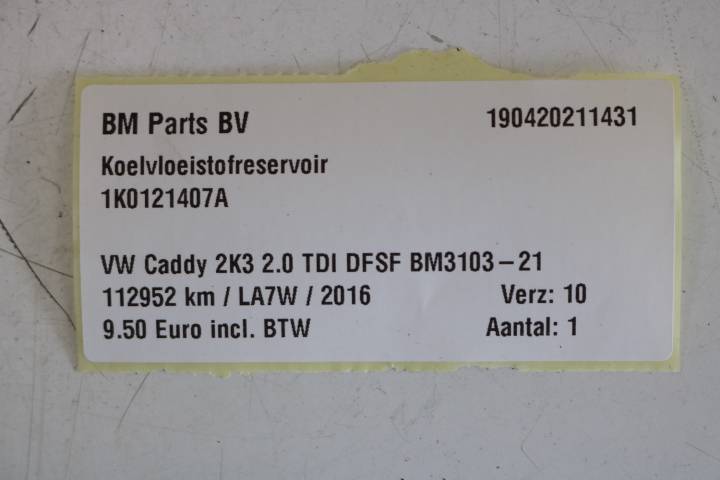 BM Parts BV 190420211431
Koelvloeistofreservoir
1K0121407A
VW Caddy 2K3 2.0 TDI DFSF BM3103-21
112952 km / LA7W / 2016 Verz: 10
9.50 Euro incl. BTW Aantal: 1